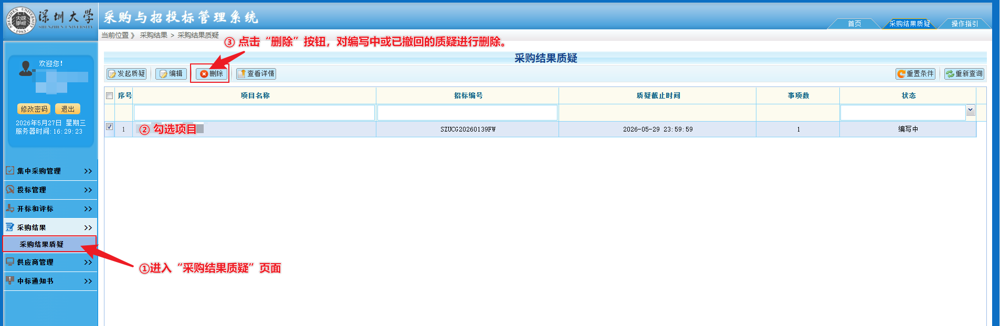 深圳大学
SHENZHEN UNIVERSITY
1983
采购与招投标管理系统
首页
采购结果质疑
操作指引
当前位置 》 采购结果 > 采购结果质疑
③ 点击“删除”按钮，对编写中或已撤回的质疑进行删除。
欢迎您！
修改密码
退出
2026年5月27日 星期三
服务器时间:16:29:23
采购结果质疑
发起质疑
编辑
删除
查看详情
重置条件
重新查询
序号 项目名称 招标编号 质疑截止时间 事项数 状态
1 ② 勾选项目 SZUCG20260139FW 2026-05-29 23:59:59 1 编写中
集中采购管理 >>
投标管理 >>
开标和评标 >>
采购结果 >>
采购结果质疑
供应商管理 >>
中标通知书 >>
①进入“采购结果质疑”页面